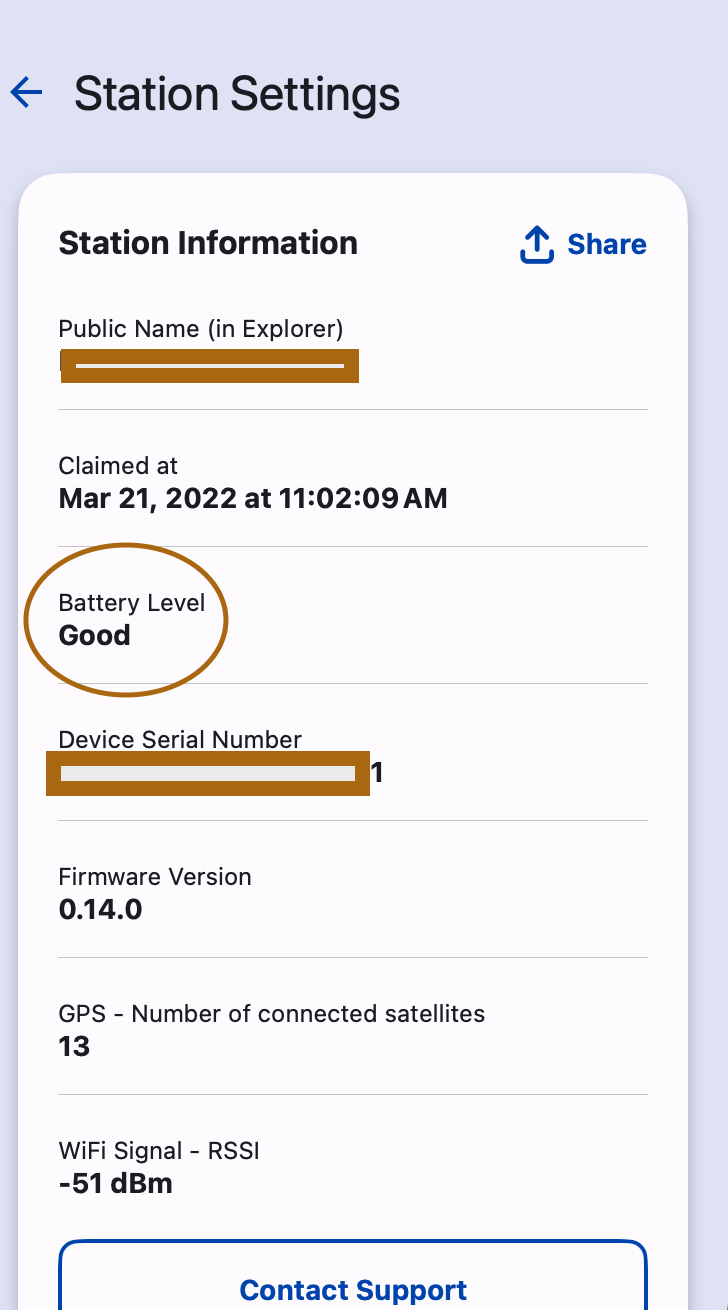 Station Settings
Station Information
Share
Public Name (in Explorer)
Claimed at
Mar 21, 2022 at 11:02:09 AM
Battery Level
Good
Device Serial Number
1
Firmware Version
0.14.0
GPS - Number of connected satellites
13
WiFi Signal - RSSI
-51 dBm
Contact Support